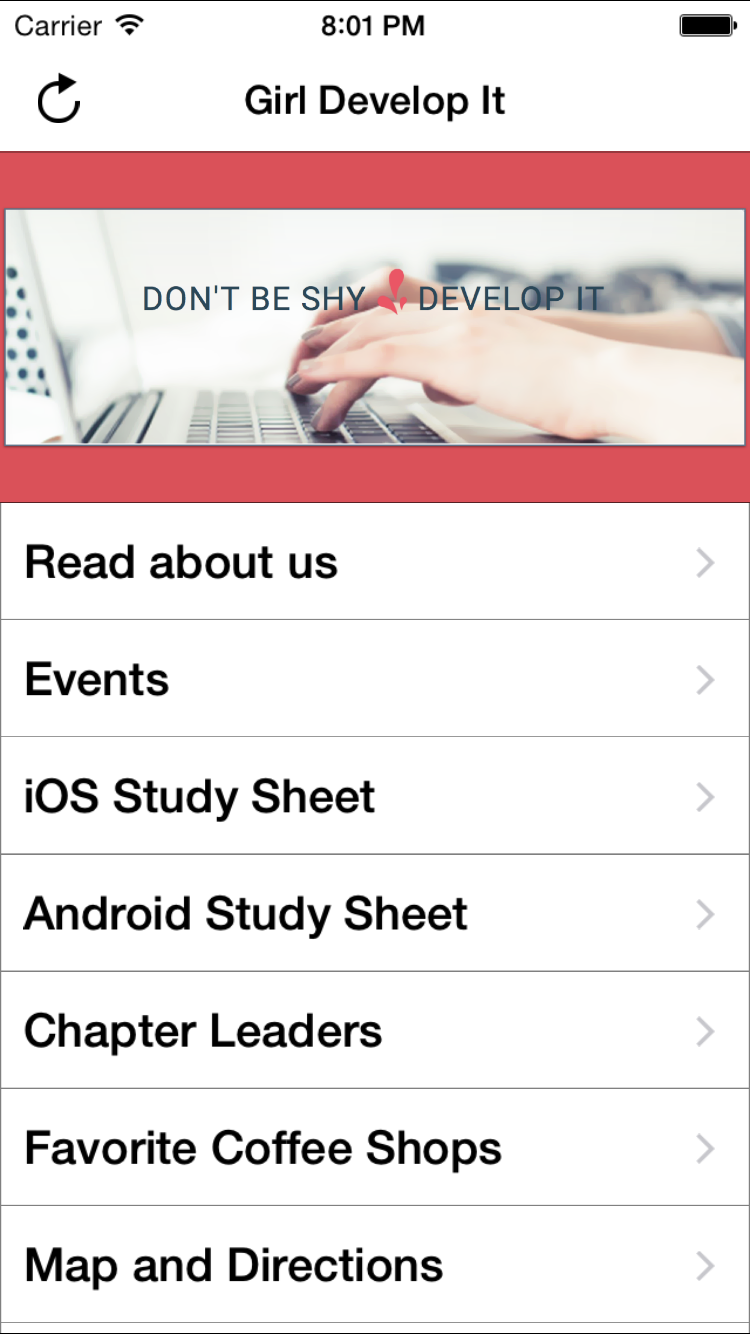 Carrier 8:01 PM
Girl Develop It
DON'T BE SHY DEVELOP IT
Read about us
Events
iOS Study Sheet
Android Study Sheet
Chapter Leaders
Favorite Coffee Shops
Map and Directions